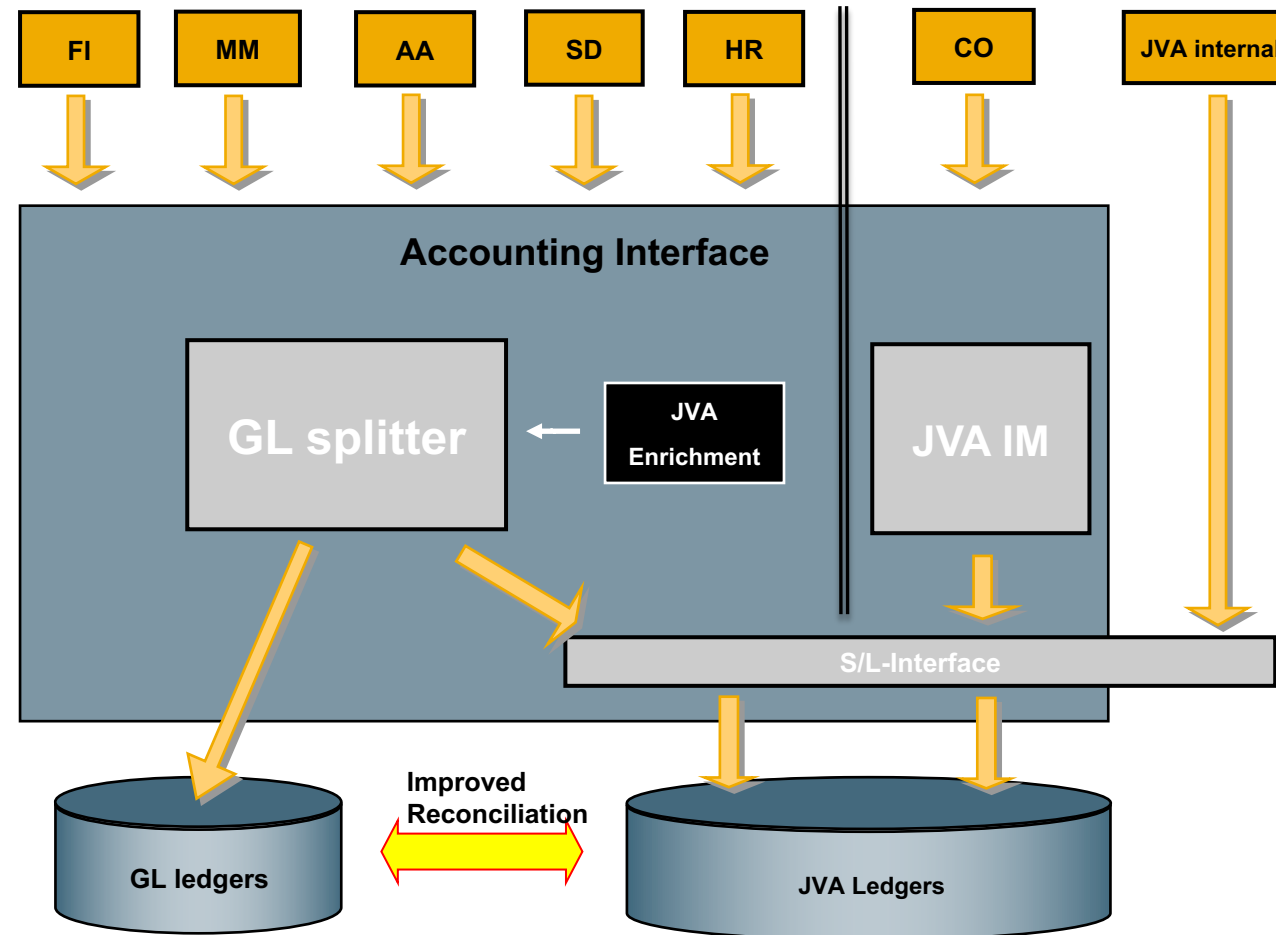 FI
MM
AA
SD
HR
CO
JVA internal
Accounting Interface
GL splitter
JVA
Enrichment
JVA IM
S/L-Interface
Improved
Reconciliation
GL ledgers
JVA Ledgers